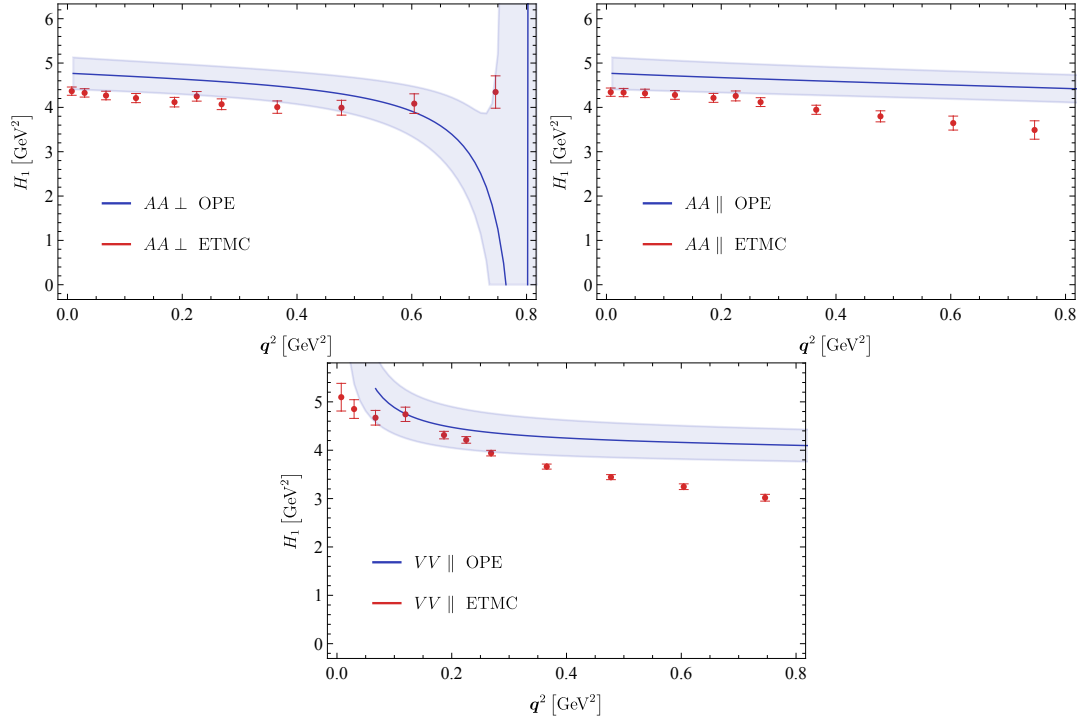 6
5
4
3
2
1
0
H₁ [GeV²]
AA ⊥ OPE
AA ⊥ ETMC
0.0 0.2 0.4 0.6 0.8
q² [GeV²]
6
5
4
3
2
1
0
H₁ [GeV²]
AA ∥ OPE
AA ∥ ETMC
0.0 0.2 0.4 0.6 0.8
q² [GeV²]
5
4
3
2
1
0
H₁ [GeV²]
VV ∥ OPE
VV ∥ ETMC
0.0 0.2 0.4 0.6 0.8
q² [GeV²]